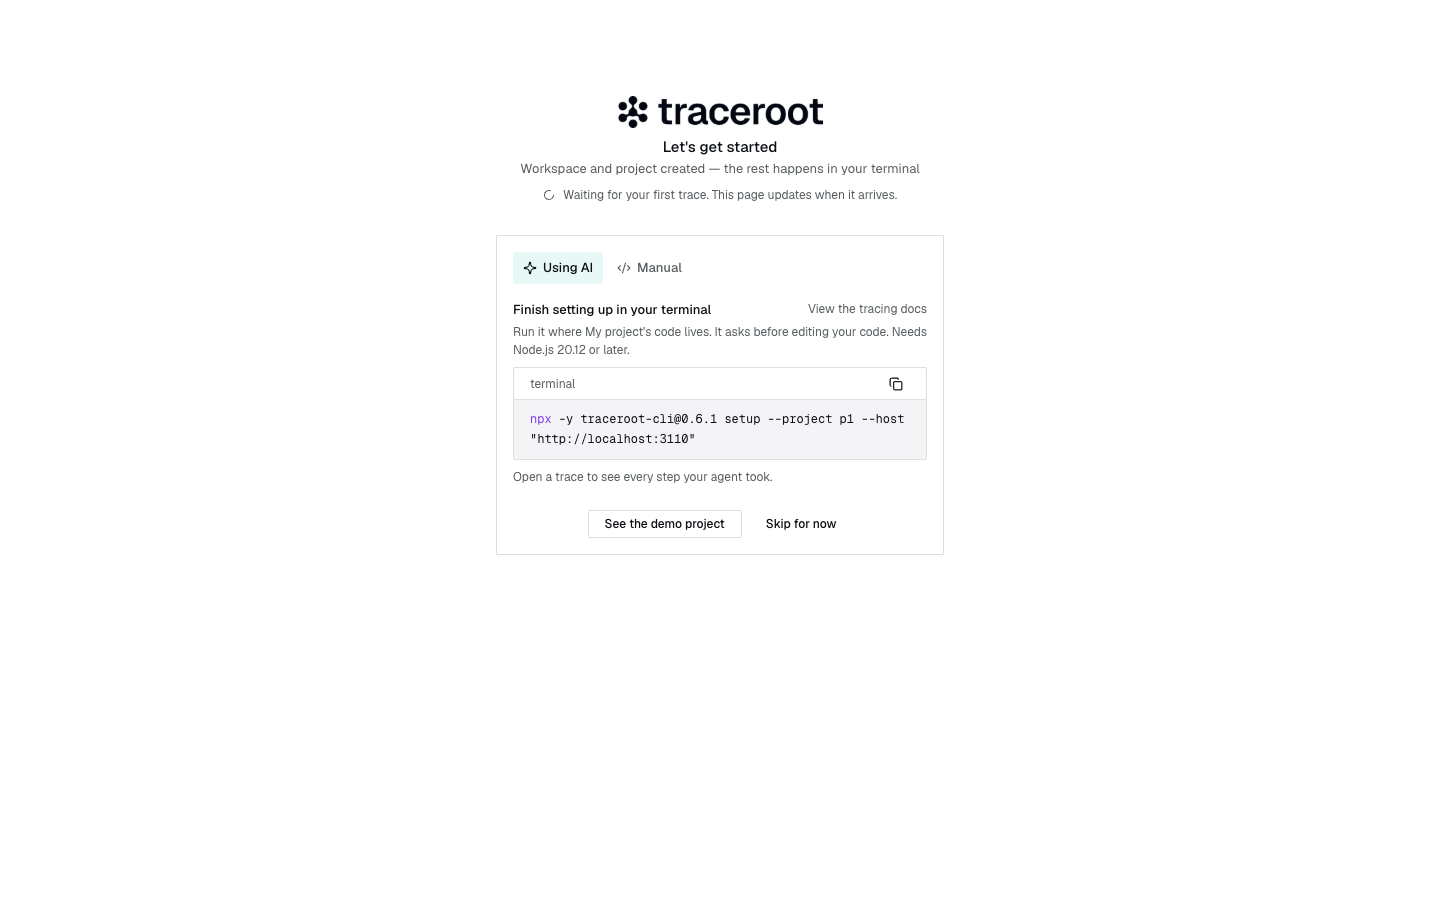 traceroot
Let's get started
Workspace and project created — the rest happens in your terminal
Waiting for your first trace. This page updates when it arrives.
Using AI
Manual
Finish setting up in your terminal
View the tracing docs
Run it where My project's code lives. It asks before editing your code. Needs
Node.js 20.12 or later.
terminal
npx -y traceroot-cli@0.6.1 setup --project p1 --host
"http://localhost:3110"
Open a trace to see every step your agent took.
See the demo project
Skip for now